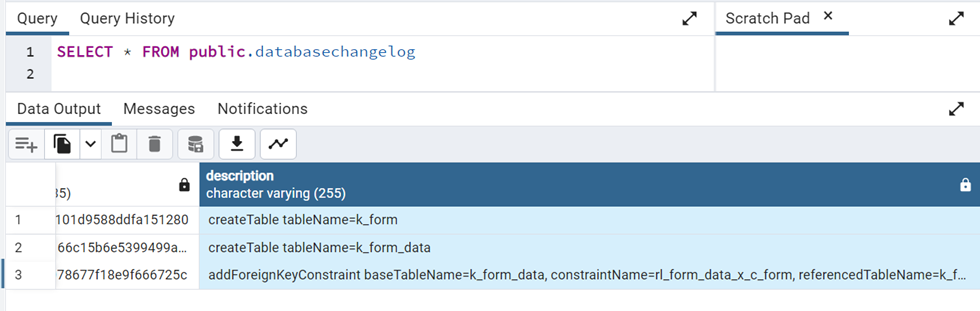 Query Query History Scratch Pad ×
1 SELECT * FROM public.databasechangelog
2
Data Output Messages Notifications
description
35) character varying (255)
1 101d9588ddfa151280 createTable tableName=k_form
2 66c15b6e5399499a... createTable tableName=k_form_data
3 78677f18e9f666725c addForeignKeyConstraint baseTableName=k_form_data, constraintName=rl_form_data_x_c_form, referencedTableName=k_f...